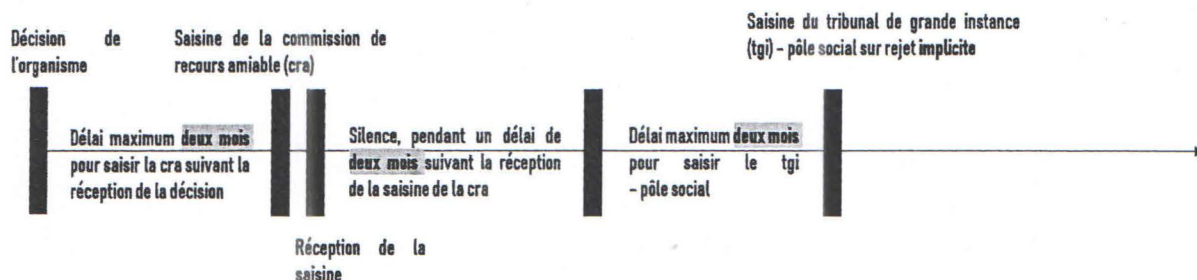 Décision de
l'organisme
Saisine de la commission de
recours amiable (cra)
Saisine du tribunal de grande instance
(tgi) – pôle social sur rejet implicite
Délai maximum deux mois
pour saisir la cra suivant la
réception de la décision
Silence, pendant un délai de
deux mois suivant la réception
de la saisine de la cra
Délai maximum deux mois
pour saisir le tgi
– pôle social
Réception de la
saisine